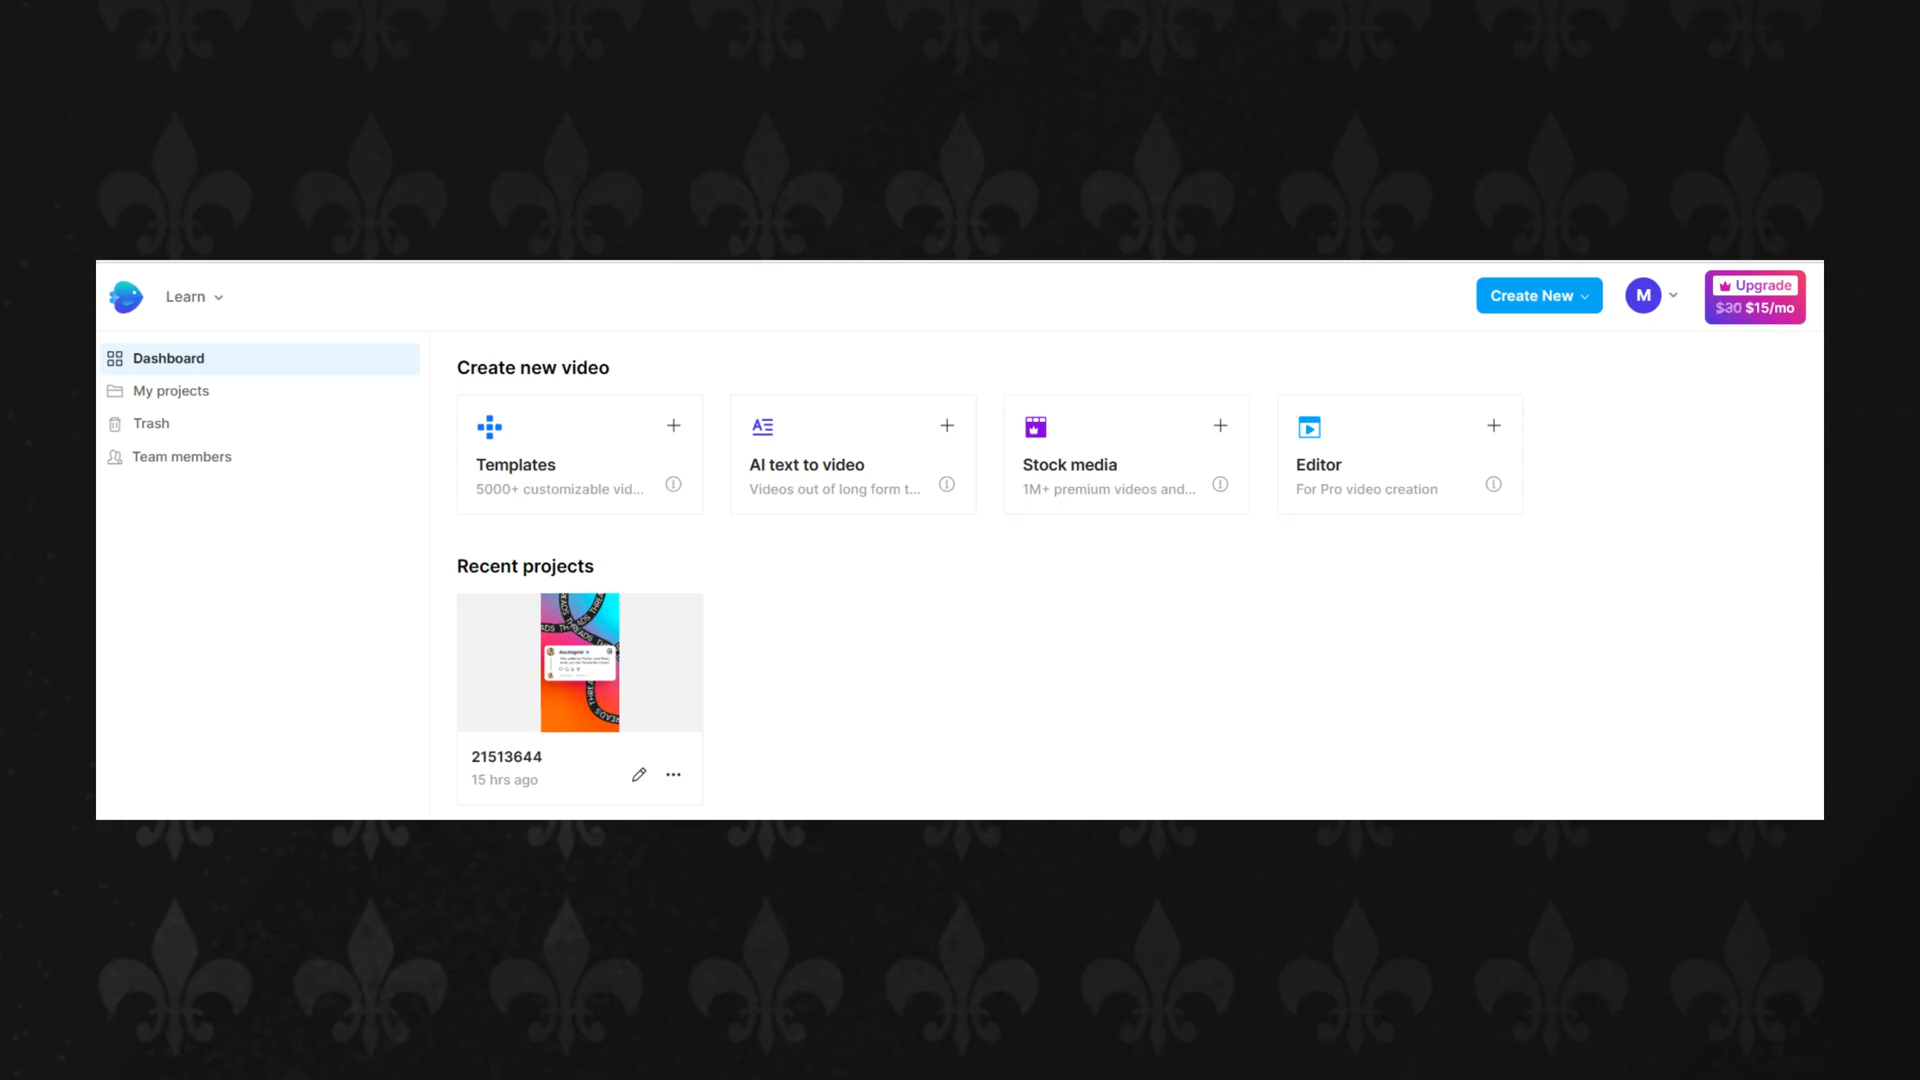 Learn
Create New
M
Upgrade
$30 $15/mo
Dashboard
My projects
Trash
Team members
Create new video
Templates
5000+ customizable vid...
AI text to video
Videos out of long form t...
Stock media
1M+ premium videos and...
Editor
For Pro video creation
Recent projects
THREADS
21513644
15 hrs ago